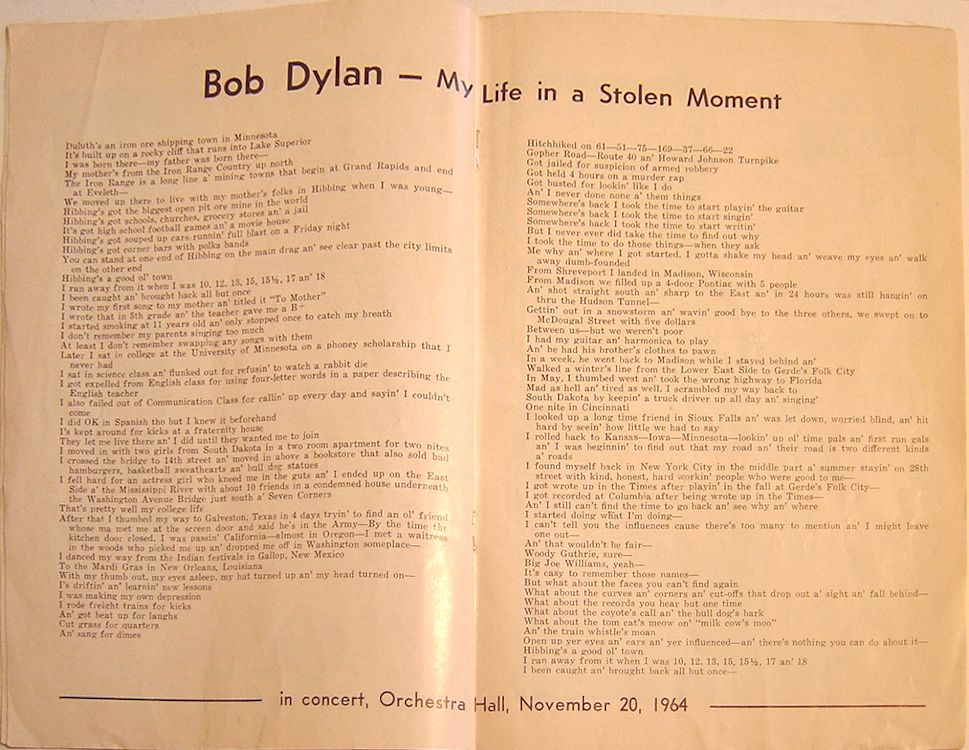 Bob Dylan — My Life in a Stolen Moment
Duluth's an iron ore shipping town in Minnesota
It's built up on a rocky cliff that runs into Lake Superior
I was born there—my father was born there—
My mother's from the Iron Range Country up north
The Iron Range is a long line a' mining towns that begin at Grand Rapids and end
at Eveleth—
We moved up there to live with my mother's folks in Hibbing when I was young—
Hibbing's got the biggest open pit ore mine in the world
Hibbing's got schools, churches, grocery stores an' a jail
It's got high school football games an' a movie house
Hibbing's got souped up cars runnin' full blast on a Friday night
Hibbing's got corner bars with polka bands
You can stand at one end of Hibbing on the main drag an' see clear past the city limits
on the other end
Hibbing's a good ol' town
I ran away from it when I was 10, 12, 13, 15, 15½, 17 an' 18
I been caught an' brought back all but once
I wrote my first song to my mother an' titled it "To Mother"
I wrote that in 5th grade an' the teacher gave me a B+
I started smoking at 11 years old an' only stopped once to catch my breath
I don't remember my parents singing too much
At least I don't remember swapping any songs with them
Later I sat in college at the University of Minnesota on a phoney scholarship that I
never had
I sat in science class an' flunked out for refusin' to watch a rabbit die
I got expelled from English class for using four-letter words in a paper describing the
English teacher
I also failed out of Communication Class for callin' up every day and sayin' I couldn't
come
I did OK in Spanish tho but I knew it beforehand
I's kept around for kicks at a fraternity house
They let me live there an' I did until they wanted me to join
I moved in with two girls from South Dakota in a two room apartment for two nites
I crossed the bridge to 14th street an' moved in above a bookstore that also sold bad
hamburgers, basketball sweathearts an' bull dog statues
I fell hard for an actress girl who kneed me in the guts an' I ended up on the East
Side a' the Mississippi River with about 10 friends in a condemned house underneath
the Washington Avenue Bridge just south a' Seven Corners
That's pretty well my college life
After that I thumbed my way to Galveston, Texas in 4 days tryin' to find an ol' friend
whose ma met me at the screen door and said he's in the Army—By the time the
kitchen door closed, I was passin' California—almost in Oregon—I met a waitress
in the woods who picked me up an' dropped me off in Washington someplace—
I danced my way from the Indian festivals in Gallop, New Mexico
To the Mardi Gras in New Orleans, Louisiana
With my thumb out, my eyes asleep, my hat turned up an' my head turned on—
I's driftin' an' learnin' new lessons
I was making my own depression
I rode freight trains for kicks
An' got beat up for laughs
Cut grass for quarters
An' sang for dimes
Hitchhiked on 61—51—75—169—37—66—22
Gopher Road—Route 40 an' Howard Johnson Turnpike
Got jailed for suspicion of armed robbery
Got held 4 hours on a murder rap
Got busted for lookin' like I do
An' I never done none a' them things
Somewhere's back I took the time to start playin' the guitar
Somewhere's back I took the time to start singin'
Somewhere's back I took the time to start writin'
But I never ever did take the time to find out why
I took the time to do those things—when they ask
Me why an' where I got started, I gotta shake my head an' weave my eyes an' walk
away dumb-founded
From Shreveport I landed in Madison, Wisconsin
From Madison we filled up a 4-door Pontiac with 5 people
An' shot straight south an' sharp to the East an' in 24 hours was still hangin' on
thru the Hudson Tunnel—
Gettin' out in a snowstorm an' wavin' good bye to the three others, we swept on to
McDougal Street with five dollars
Between us—but we weren't poor
I had my guitar an' harmonica to play
An' he had his brother's clothes to pawn
In a week, he went back to Madison while I stayed behind an'
Walked a winter's line from the Lower East Side to Gerde's Folk City
In May, I thumbed west an' took the wrong highway to Florida
Mad as hell an' tired as well, I scrambled my way back to
South Dakota by keepin' a truck driver up all day an' singin'
One nite in Cincinnati
I looked up a long time friend in Sioux Falls an' was let down, worried blind, an' hit
hard by seein' how little we had to say
I rolled back to Kansas—Iowa—Minnesota—lookin' up ol' time pals an' first run gals
an' I was beginnin' to find out that my road an' their road is two different kinds
a' roads
I found myself back in New York City in the middle part a' summer stayin' on 28th
street with kind, honest, hard workin' people who were good to me—
I got wrote up in the Times after playin' in the fall at Gerde's Folk City—
I got recorded at Columbia after being wrote up in the Times—
An' I still can't find the time to go back an' see why an' where
I started doing what I'm doing—
I can't tell you the influences cause there's too many to mention an' I might leave
one out—
An' that wouldn't be fair—
Woody Guthrie, sure—
Big Joe Williams, yeah—
It's easy to remember those names—
But what about the faces you can't find again
What about the curves an' corners an' cut-offs that drop out a' sight an' fall behind—
What about the records you hear but one time
What about the coyote's call an' the bull dog's bark
What about the tom cat's meow on' "milk cow's moo"
An' the train whistle's moan
Open up yer eyes an' ears an' yer influenced—an' there's nothing you can do about it—
Hibbing's a good ol' town
I ran away from it when I was 10, 12, 13, 15, 15½, 17 an' 18
I been caught an' brought back all but once—
in concert, Orchestra Hall, November 20, 1964